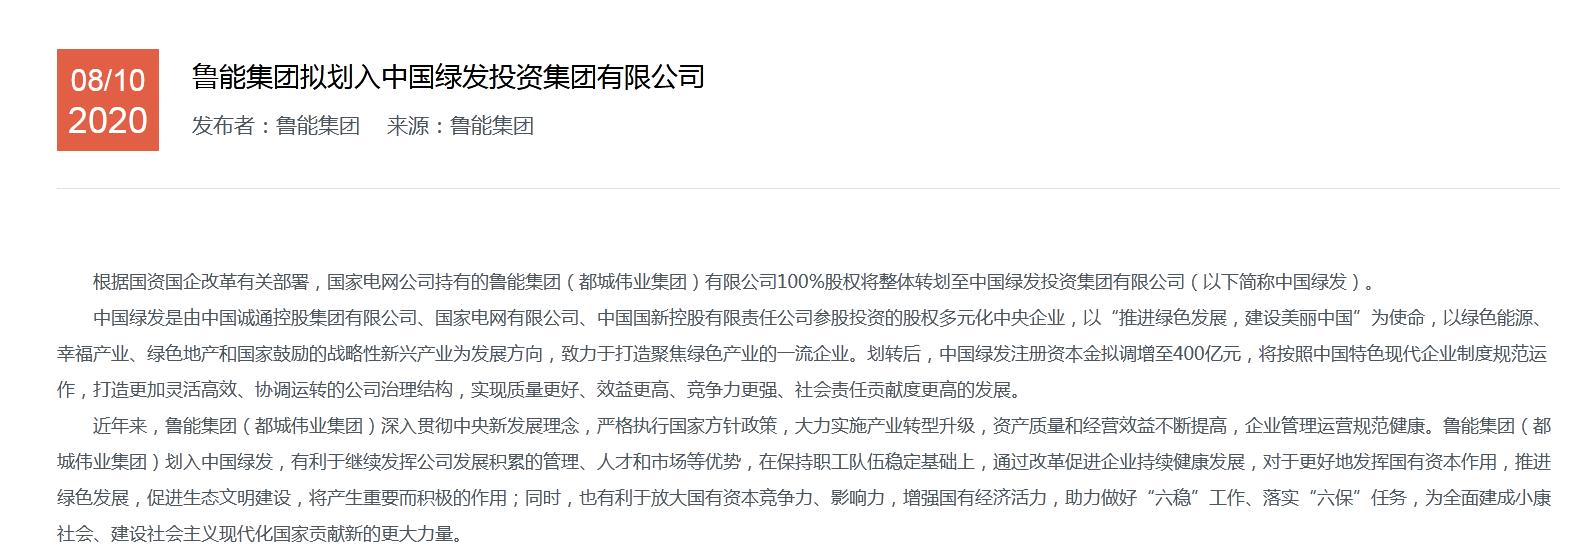 08/10
2020
鲁能集团拟划入中国绿发投资集团有限公司
发布者：鲁能集团 来源：鲁能集团
根据国资国企改革有关部署，国家电网公司持有的鲁能集团（都城伟业集团）有限公司100%股权将整体转划至中国绿发投资集团有限公司（以下简称中国绿发）。
中国绿发是由中国诚通控股集团有限公司、国家电网有限公司、中国国新控股有限责任公司参股投资的股权多元化中央企业，以“推进绿色发展，建设美丽中国”为使命，以绿色能源、
幸福产业、绿色地产和国家鼓励的战略性新兴产业为发展方向，致力于打造聚焦绿色产业的一流企业。划转后，中国绿发注册资本金拟调增至400亿元，将按照中国特色现代企业制度规范运
作，打造更加灵活高效、协调运转的公司治理结构，实现质量更好、效益更高、竞争力更强、社会责任贡献度更高的发展。
近年来，鲁能集团（都城伟业集团）深入贯彻中央新发展理念，严格执行国家方针政策，大力实施产业转型升级，资产质量和经营效益不断提高，企业管理运营规范健康。鲁能集团（都
城伟业集团）划入中国绿发，有利于继续发挥公司发展积累的管理、人才和市场等优势，在保持职工队伍稳定基础上，通过改革促进企业持续健康发展，对于更好地发挥国有资本作用，推进
绿色发展，促进生态文明建设，将产生重要而积极的作用；同时，也有利于放大国有资本竞争力、影响力，增强国有经济活力，助力做好“六稳”工作、落实“六保”任务，为全面建成小康
社会、建设社会主义现代化国家贡献新的更大力量。